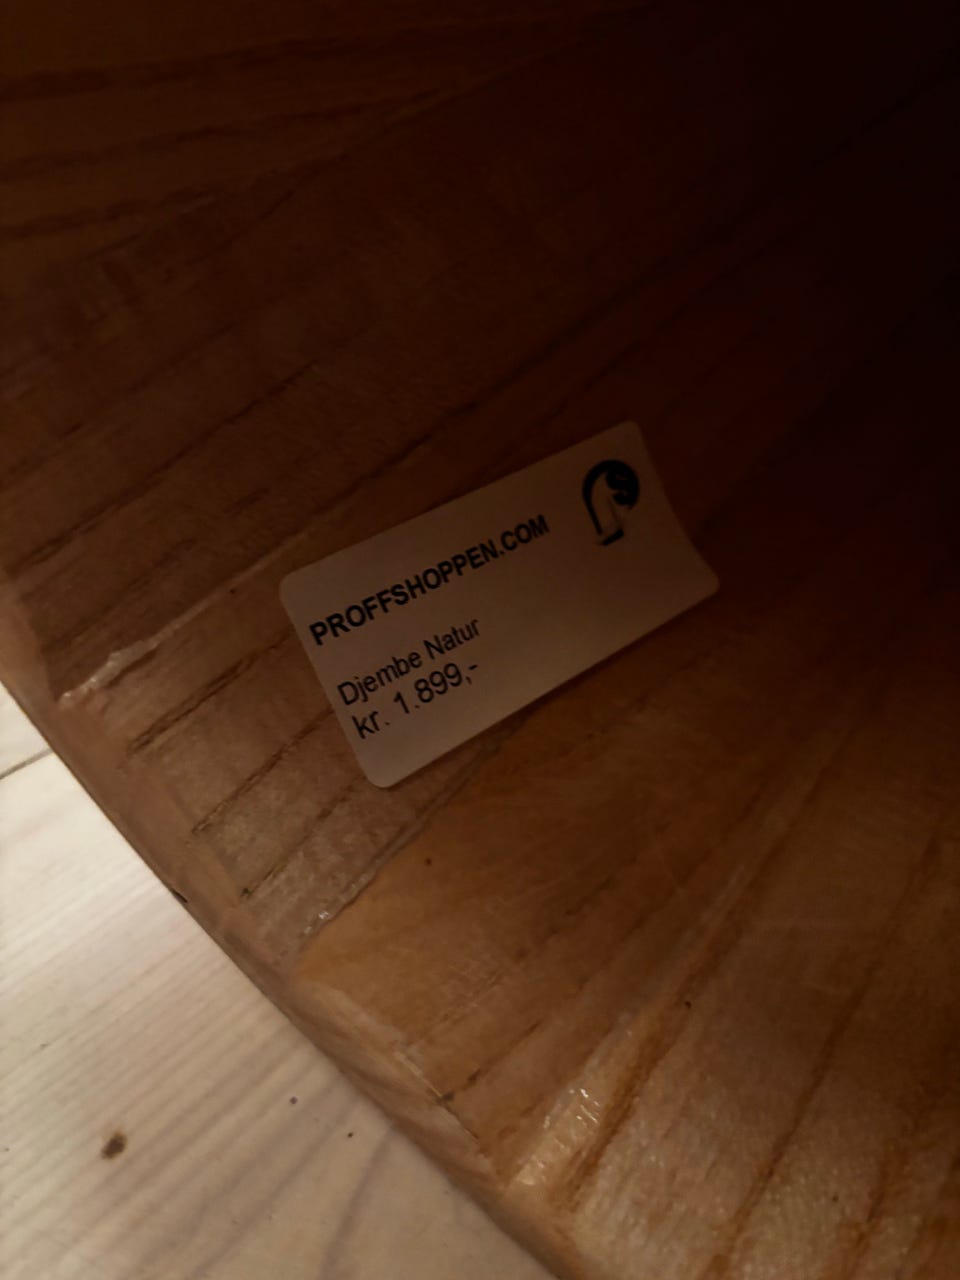 PROFFSHOPPEN.COM
Djembe Natur
kr. 1.899,-